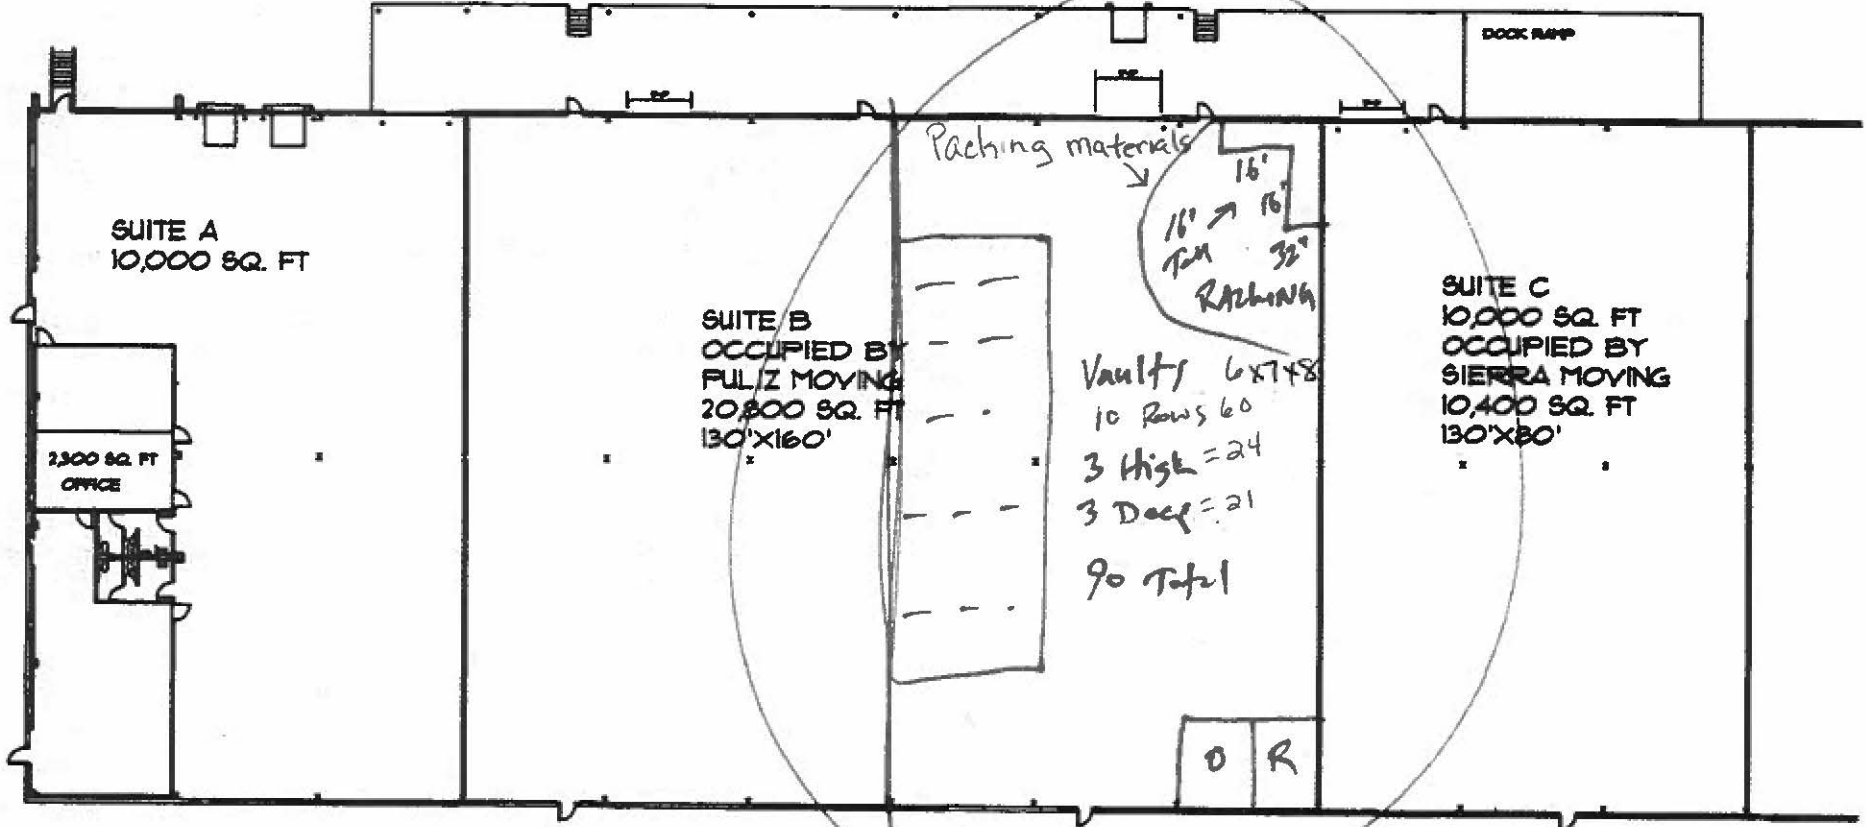 DOCK RAMP
Packing materials
16'
16'
16'
Tall
32"
RACKING
SUITE A
10,000 SQ. FT
SUITE B
OCCUPIED BY
PULIZ MOVING
20,800 SQ. FT
130'X160'
Vaults 6x7x8
10 Rows 60
3 High = 24
3 Deep = 21
90 Total
SUITE C
10,000 SQ. FT
OCCUPIED BY
SIERRA MOVING
10,400 SQ. FT
130'X80'
2,300 SQ. FT
OFFICE
O R